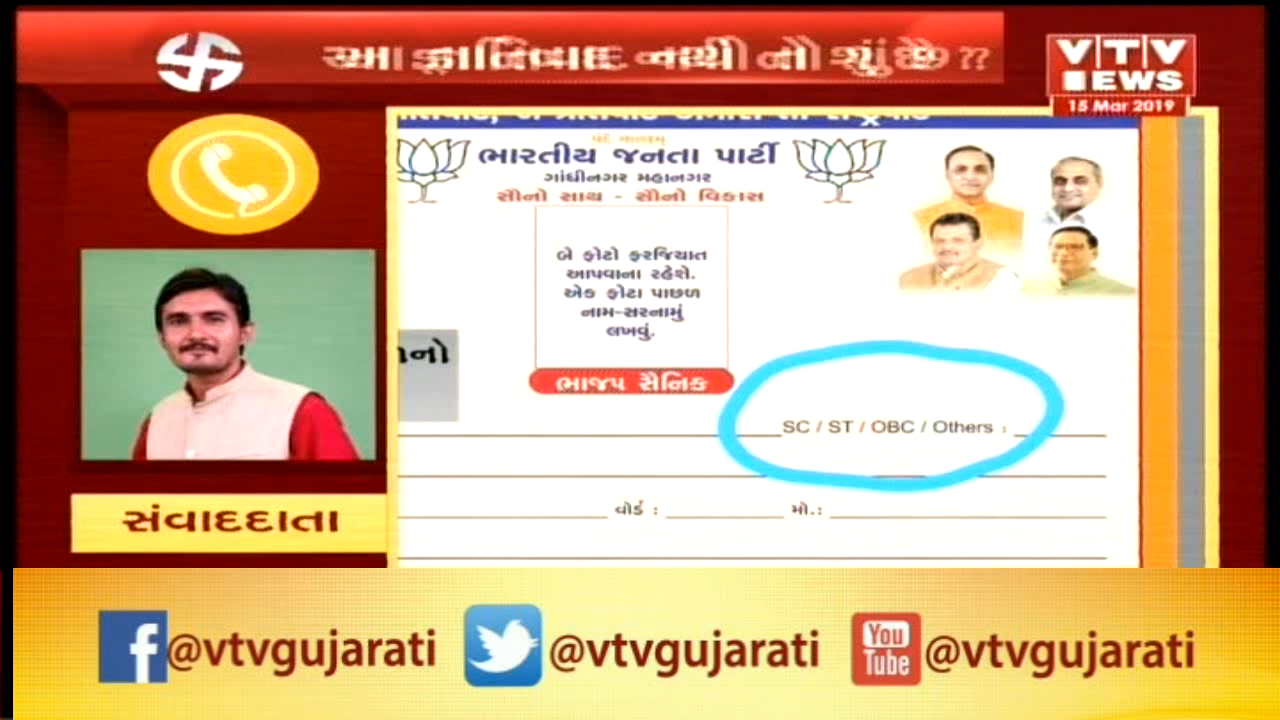 આ જ્ઞાતિવાદ નથી તો શું છે ??
VTV
NEWS
15 Mar 2019
ભારતીય જનતા પાર્ટી
ગાંધીનગર મહાનગર
સૌનો સાથ - સૌનો વિકાસ
બે ફોટો ફરજિયાત
આપવાના રહેશે.
એક ફોટા પાછળ
નામ-સરનામું
લખવું.
ભાજપ સૈનિક
SC / ST / OBC / Others :
વોર્ડ : મો.:
સંવાદદાતા
@vtvgujarati @vtvgujarati You Tube @vtvgujarati